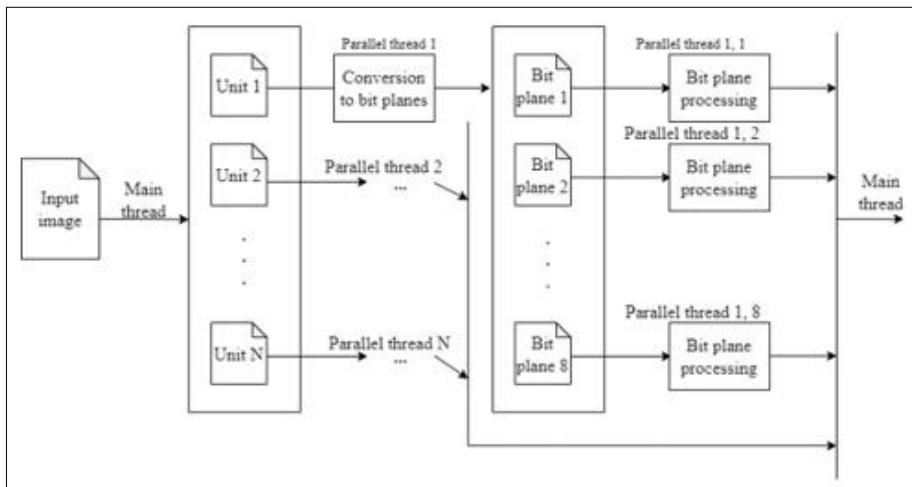 Input
image
Main
thread
Unit 1
Unit 2
.
.
.
Unit N
Parallel thread 1
Conversion
to bit planes
Parallel thread 2
...
Parallel thread N
...
Bit
plane 1
Bit
plane 2
.
.
.
Bit
plane 8
Parallel thread 1, 1
Bit plane
processing
Parallel thread 1, 2
Bit plane
processing
Parallel thread 1, 8
Bit plane
processing
Main
thread